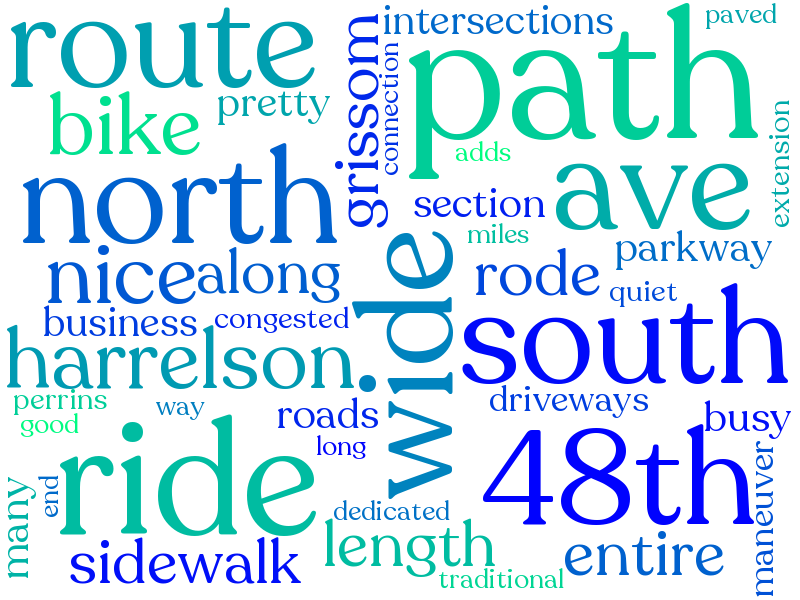 route
intersections
paved
path
bike
pretty
grissom
connection
adds
extension
north
ave
section
miles
parkway
nice
along
wide
rode
quiet
business
congested
south
harrelson
perrins
way
roads
driveways
good
long
busy
ride
48th
many
end
dedicated
maneuver
sidewalk
length
entire
traditional